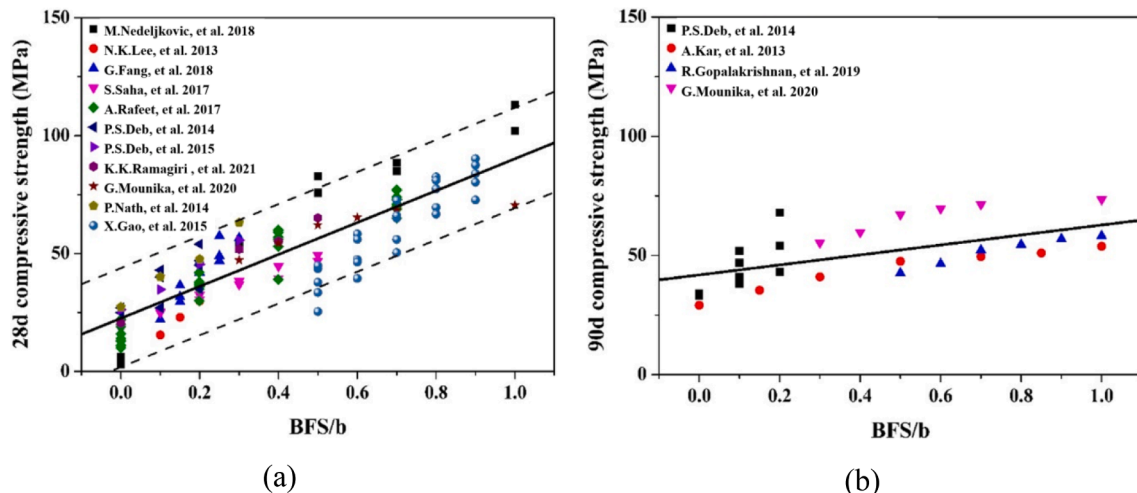 150
100
50
0
28d compressive strength (MPa)
M.Nedeljkovic, et al. 2018
N.K.Lee, et al. 2013
G.Fang, et al. 2018
S.Saha, et al. 2017
A.Rafeet, et al. 2017
P.S.Deb, et al. 2014
P.S.Deb, et al. 2015
K.K.Ramagiri , et al. 2021
G.Mounika, et al. 2020
P.Nath, et al. 2014
X.Gao, et al. 2015
0.0 0.2 0.4 0.6 0.8 1.0
BFS/b
(a)
150
100
50
0
90d compressive strength (MPa)
P.S.Deb, et al. 2014
A.Kar, et al. 2013
R.Gopalakrishnan, et al. 2019
G.Mounika, et al. 2020
0.0 0.2 0.4 0.6 0.8 1.0
BFS/b
(b)